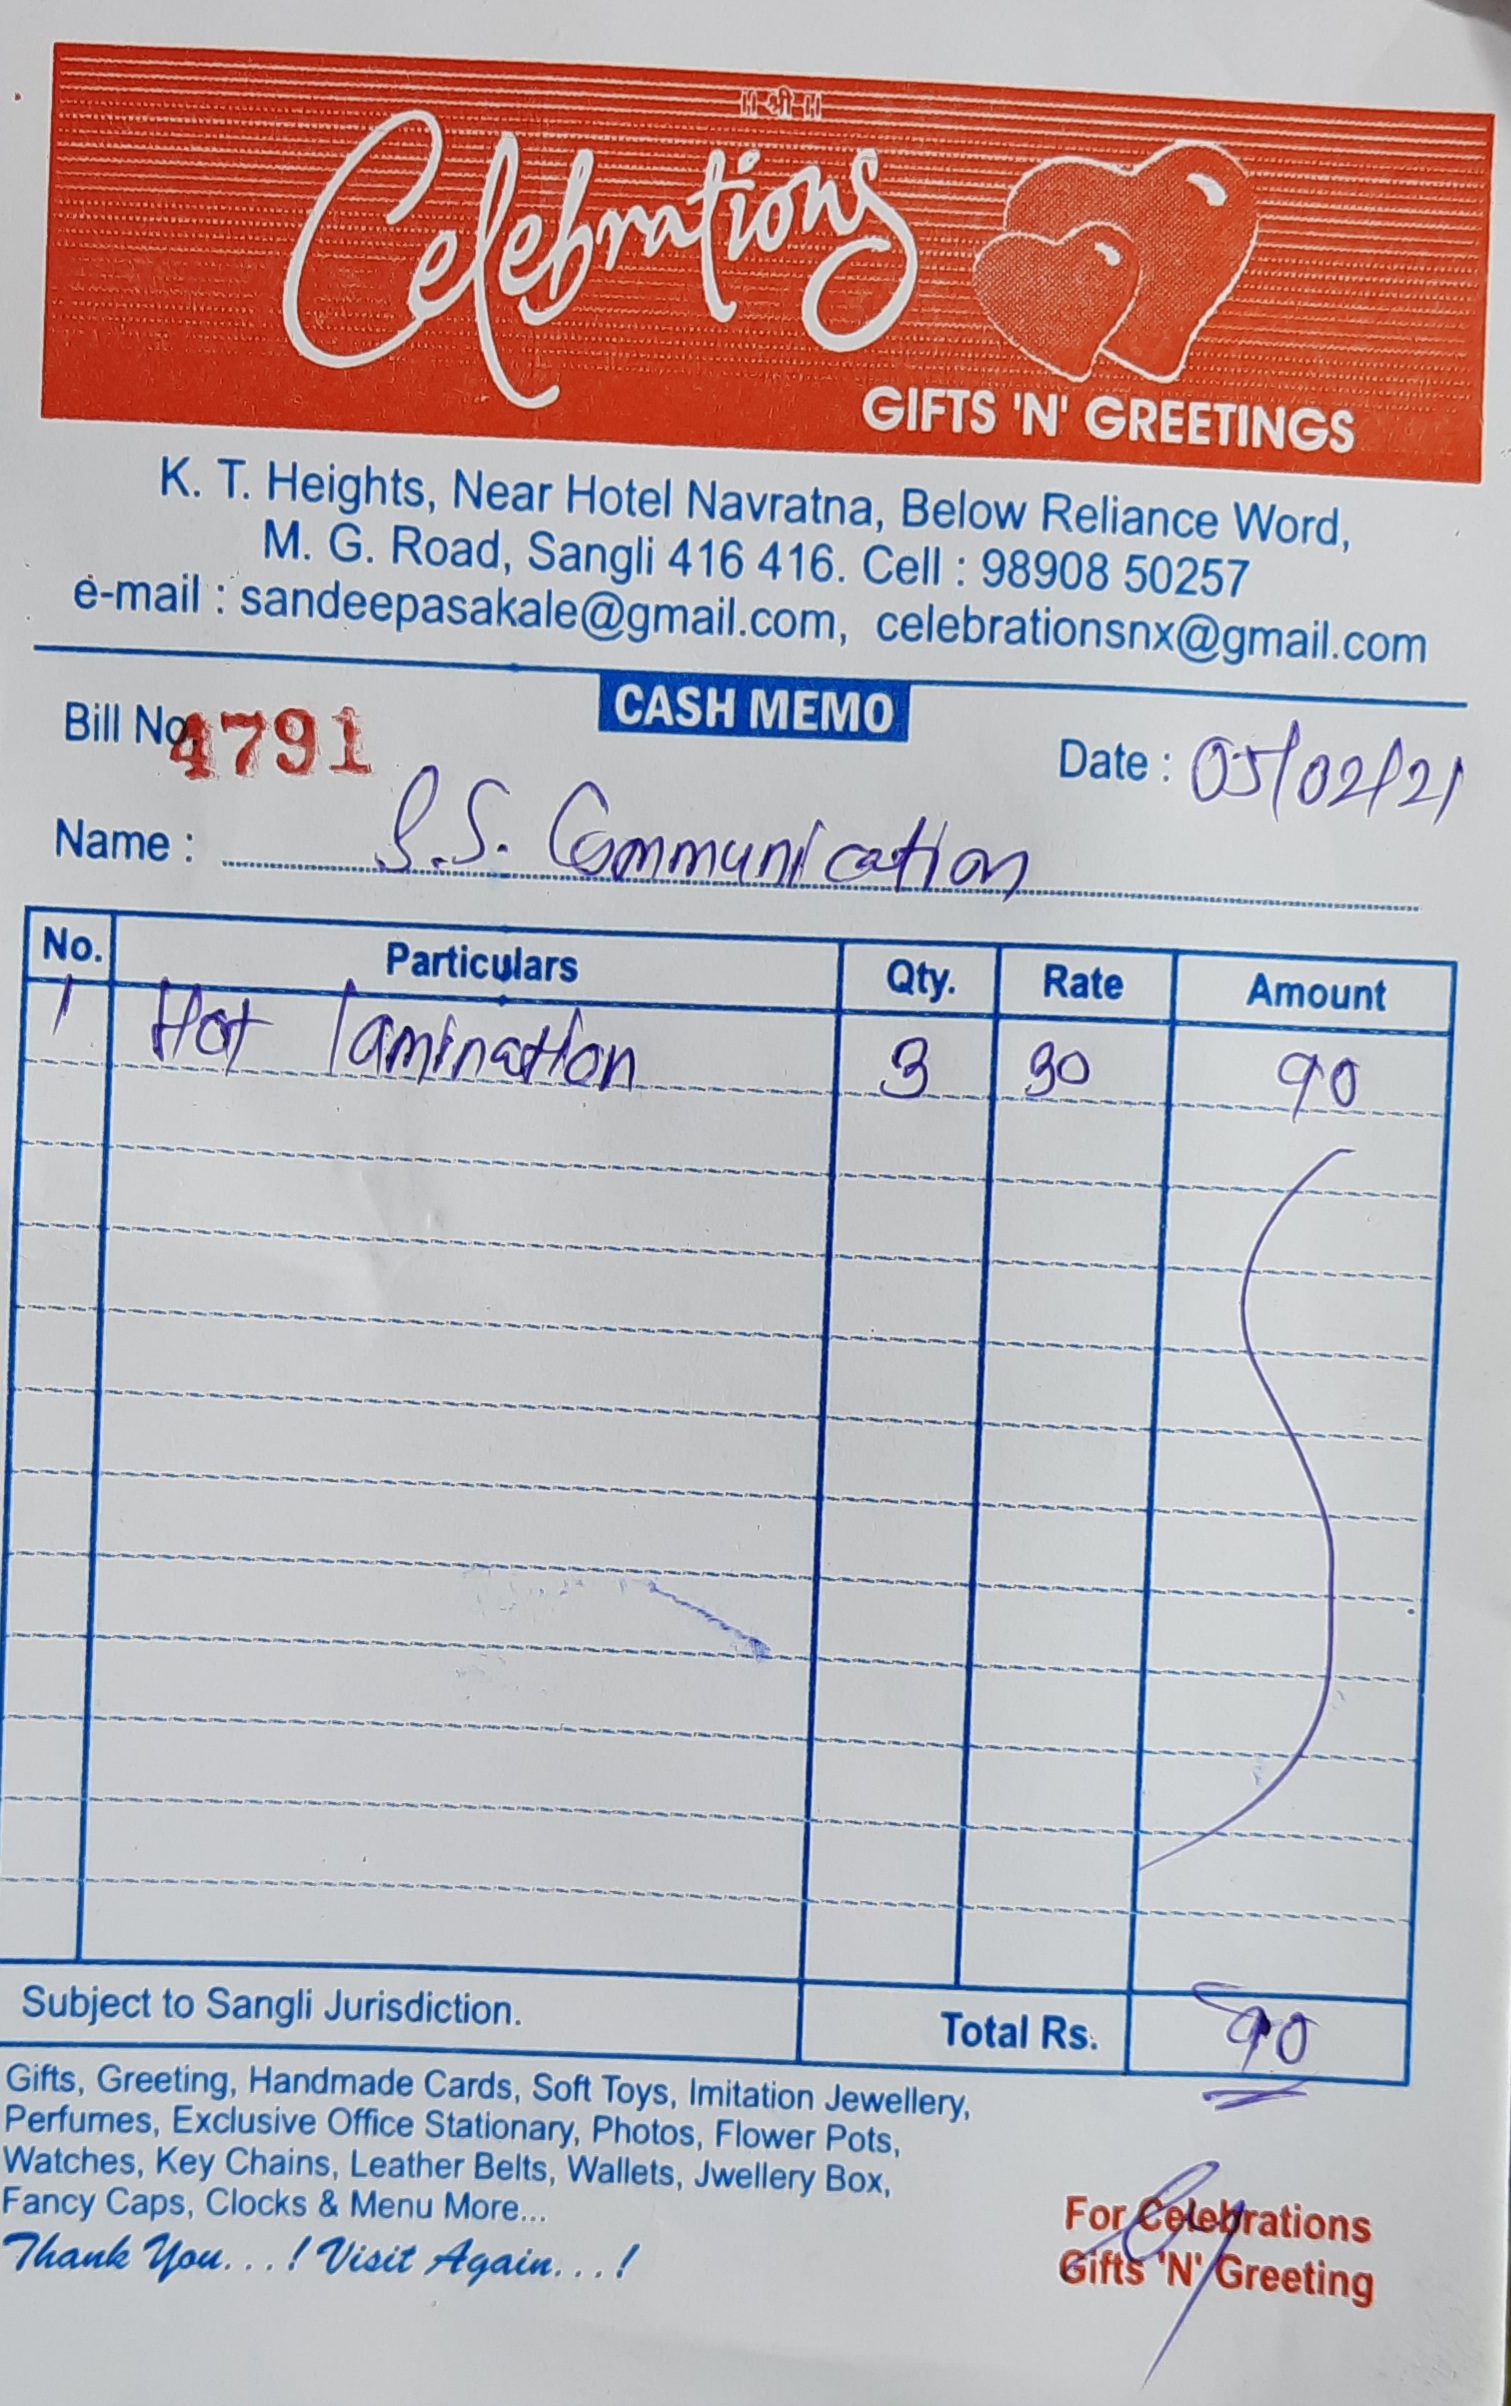 ॥ श्री ॥
Celebrations
GIFTS 'N' GREETINGS
K. T. Heights, Near Hotel Navratna, Below Reliance Word,
M. G. Road, Sangli 416 416. Cell : 98908 50257
e-mail : sandeepasakale@gmail.com, celebrationsnx@gmail.com
CASH MEMO
Bill No. 4791 Date : 05/02/21
Name : S.S. Communication
No. Particulars Qty. Rate Amount
1 Hot lamination 3 30 90
Subject to Sangli Jurisdiction. Total Rs. 90
Gifts, Greeting, Handmade Cards, Soft Toys, Imitation Jewellery,
Perfumes, Exclusive Office Stationary, Photos, Flower Pots,
Watches, Key Chains, Leather Belts, Wallets, Jwellery Box,
Fancy Caps, Clocks & Menu More...
Thank You...! Visit Again...!
For Celebrations
Gifts 'N' Greeting